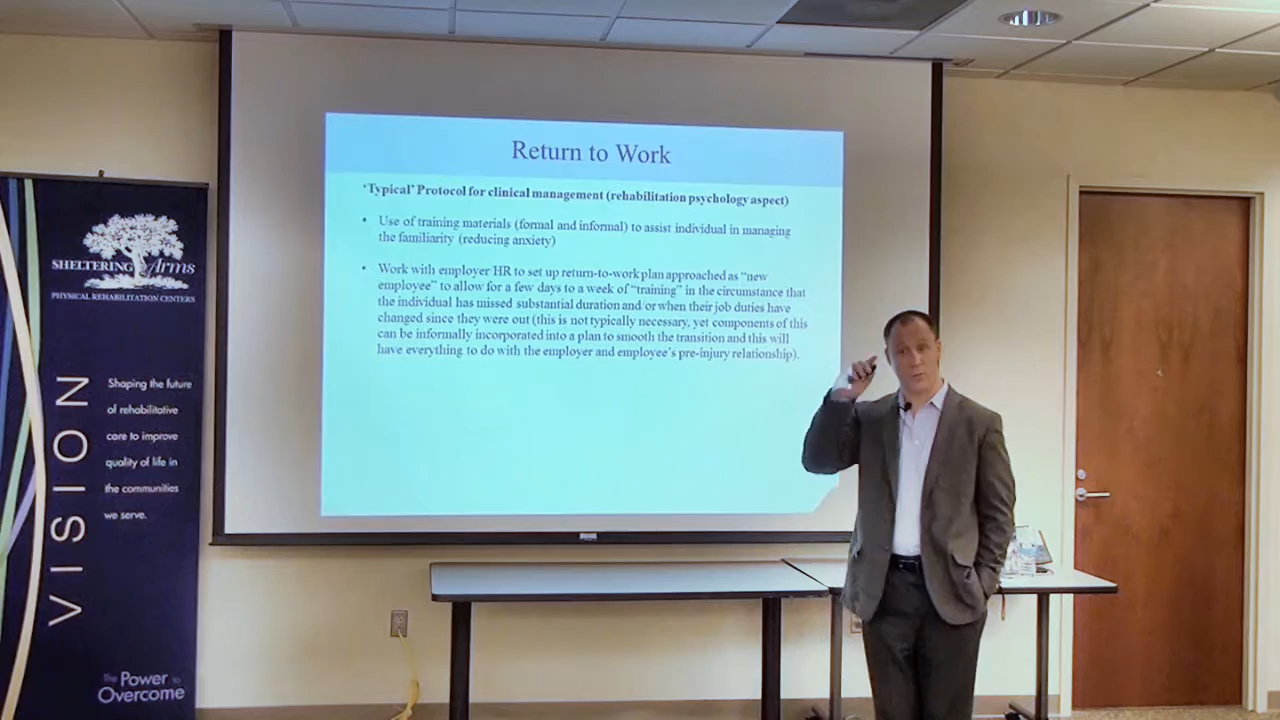 SHELTERING Arms
PHYSICAL REHABILITATION CENTERS
VISION
Shaping the future
of rehabilitative
care to improve
quality of life in
the communities
we serve.
The Power to
Overcome
Return to Work
'Typical' Protocol for clinical management (rehabilitation psychology aspect)
• Use of training materials (formal and informal) to assist individual in managing
the familiarity (reducing anxiety)
• Work with employer HR to set up return-to-work plan approached as "new
employee" to allow for a few days to a week of "training" in the circumstance that
the individual has missed substantial duration and/or when their job duties have
changed since they were out (this is not typically necessary, yet components of this
can be informally incorporated into a plan to smooth the transition and this will
have everything to do with the employer and employee's pre-injury relationship).